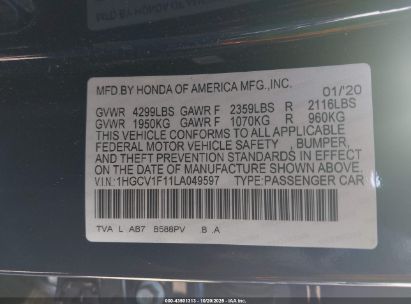 MFD BY HONDA OF AMERICA MFG.,INC. 01/'20
GVWR 4299LBS GAWR F 2359LBS R 2116LBS
GVWR 1950KG GAWR F 1070KG R 960KG
THIS VEHICLE CONFORMS TO ALL APPLICABLE
FEDERAL MOTOR VEHICLE SAFETY , BUMPER,
AND THEFT PREVENTION STANDARDS IN EFFECT
ON THE DATE OF MANUFACTURE SHOWN ABOVE.
V.I.N.:1HGCV1F11LA049597 TYPE:PASSENGER CAR
TVA L AB7 B588PV .B .A